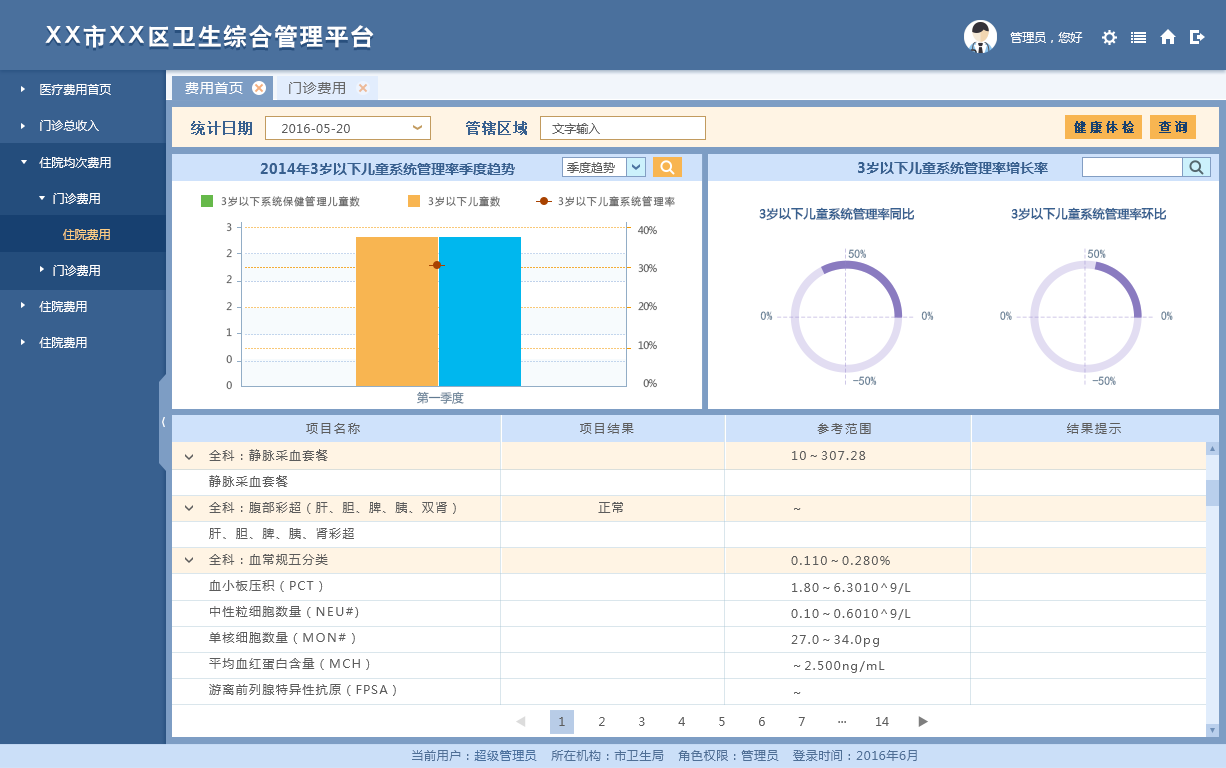 XX市XX区卫生综合管理平台
管理员，您好
医疗费用首页
门诊总收入
住院均次费用
门诊费用
住院费用
门诊费用
住院费用
住院费用
费用首页 门诊费用
统计日期 2016-05-20 管辖区域 文字输入 健康体检 查询
2014年3岁以下儿童系统管理率季度趋势 季度趋势
3岁以下系统保健管理儿童数 3岁以下儿童数 3岁以下儿童系统管理率
3
2
2
2
1
0
0
40%
30%
20%
10%
0%
第一季度
3岁以下儿童系统管理率增长率
3岁以下儿童系统管理率同比 3岁以下儿童系统管理率环比
50% 50%
0% 0% 0% 0%
−50% −50%
项目名称 项目结果 参考范围 结果提示
全科：静脉采血套餐 10～307.28
静脉采血套餐
全科：腹部彩超（肝、胆、脾、胰、双肾） 正常 ～
肝、胆、脾、胰、肾彩超
全科：血常规五分类 0.110～0.280%
血小板压积（PCT） 1.80～6.3010^9/L
中性粒细胞数量（NEU#） 0.10～0.6010^9/L
单核细胞数量（MON#） 27.0～34.0pg
平均血红蛋白含量（MCH） ～2.500ng/mL
游离前列腺特异性抗原（FPSA） ～
1 2 3 4 5 6 7 ··· 14
当前用户：超级管理员 所在机构：市卫生局 角色权限：管理员 登录时间：2016年6月